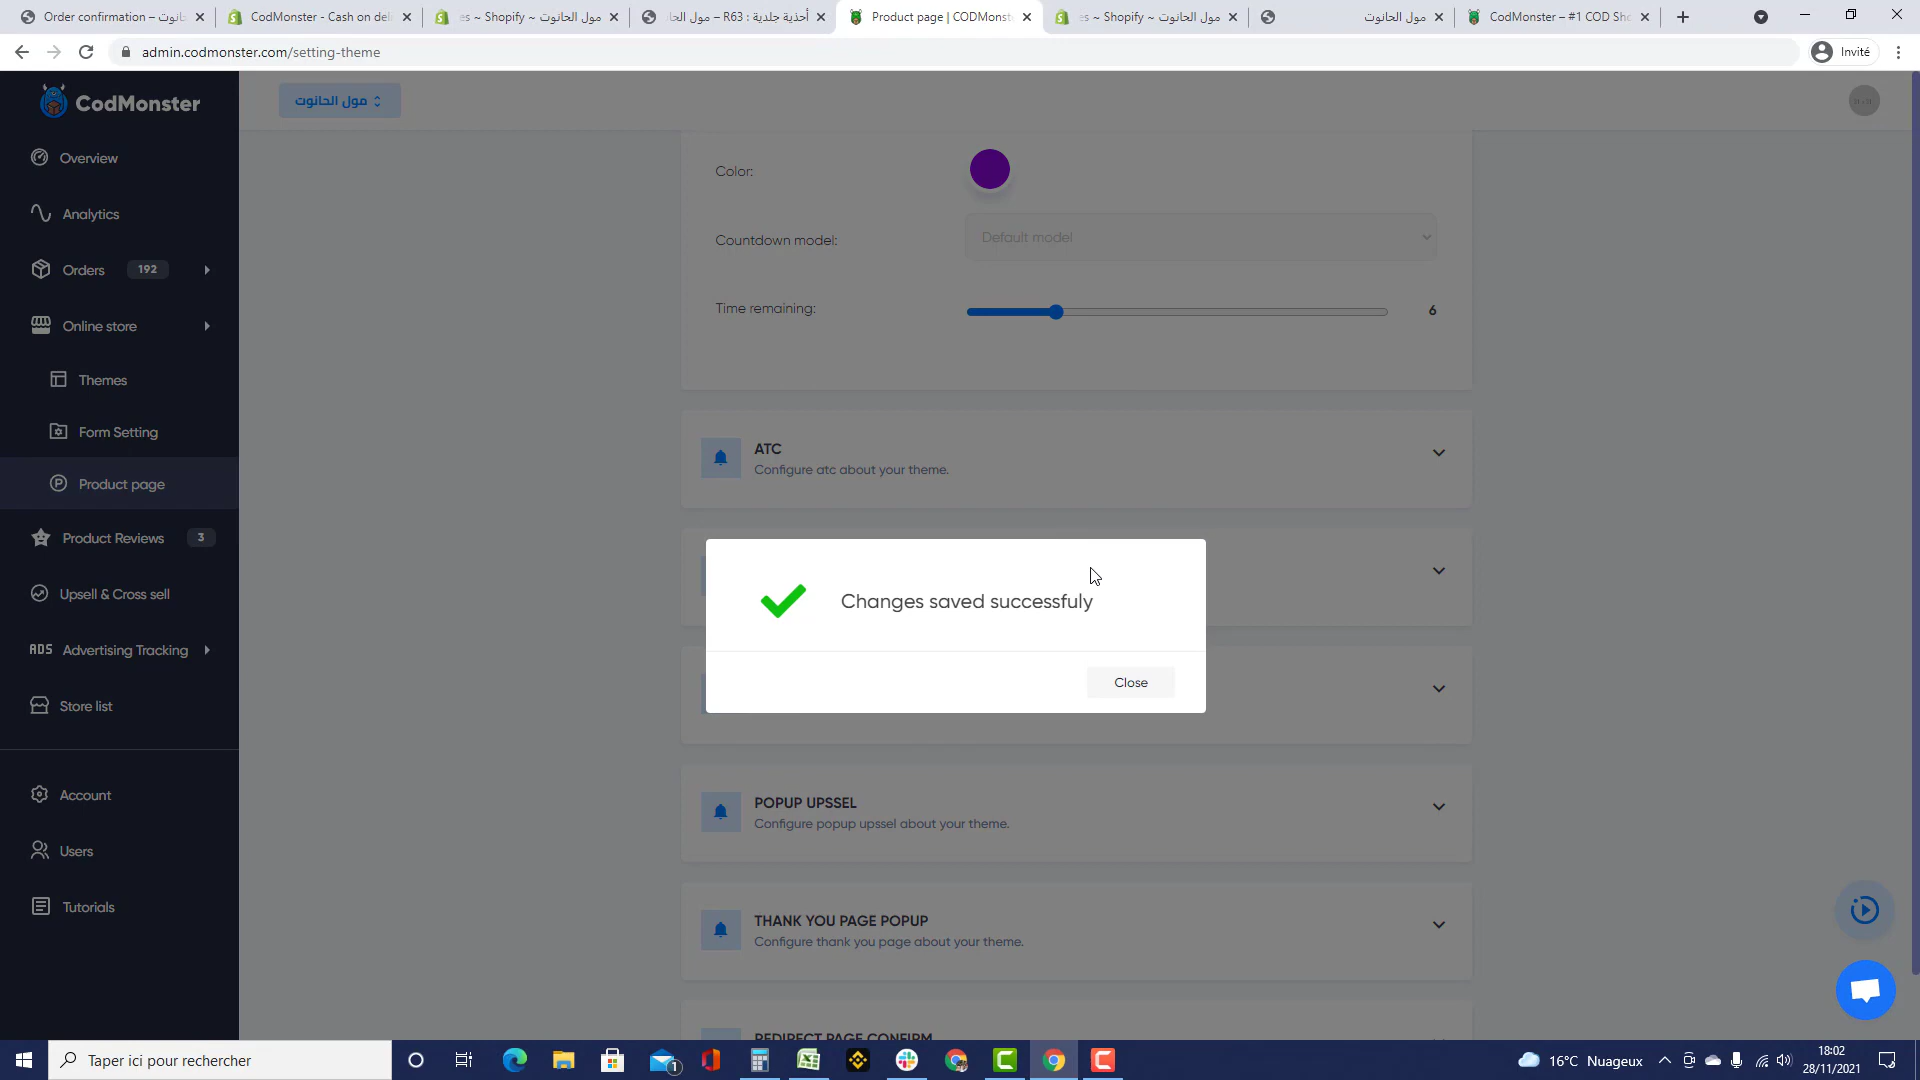 Order confirmation –
CodMonster - Cash on deli
es ~ Shopify ~ مول الحانوت
أحذية جلدية : R63 – مول الحا
Product page | CODMonst
es ~ Shopify ~ مول الحانوت
مول الحانوت
CodMonster – #1 COD Sho
admin.codmonster.com/setting-theme
Invité
CodMonster
مول الحانوت
Overview
Analytics
Orders 192
Online store
Themes
Form Setting
Product page
Product Reviews 3
Upsell & Cross sell
ADS Advertising Tracking
Store list
Account
Users
Tutorials
Color:
Countdown model:
Default model
Time remaining:
6
ATC
Configure atc about your theme.
Changes saved successfuly
Close
POPUP UPSSEL
Configure popup upssel about your theme.
THANK YOU PAGE POPUP
Configure thank you page about your theme.
REDIRECT PAGE CONFIRM
Taper ici pour rechercher
1
16°C Nuageux
18:02
28/11/2021